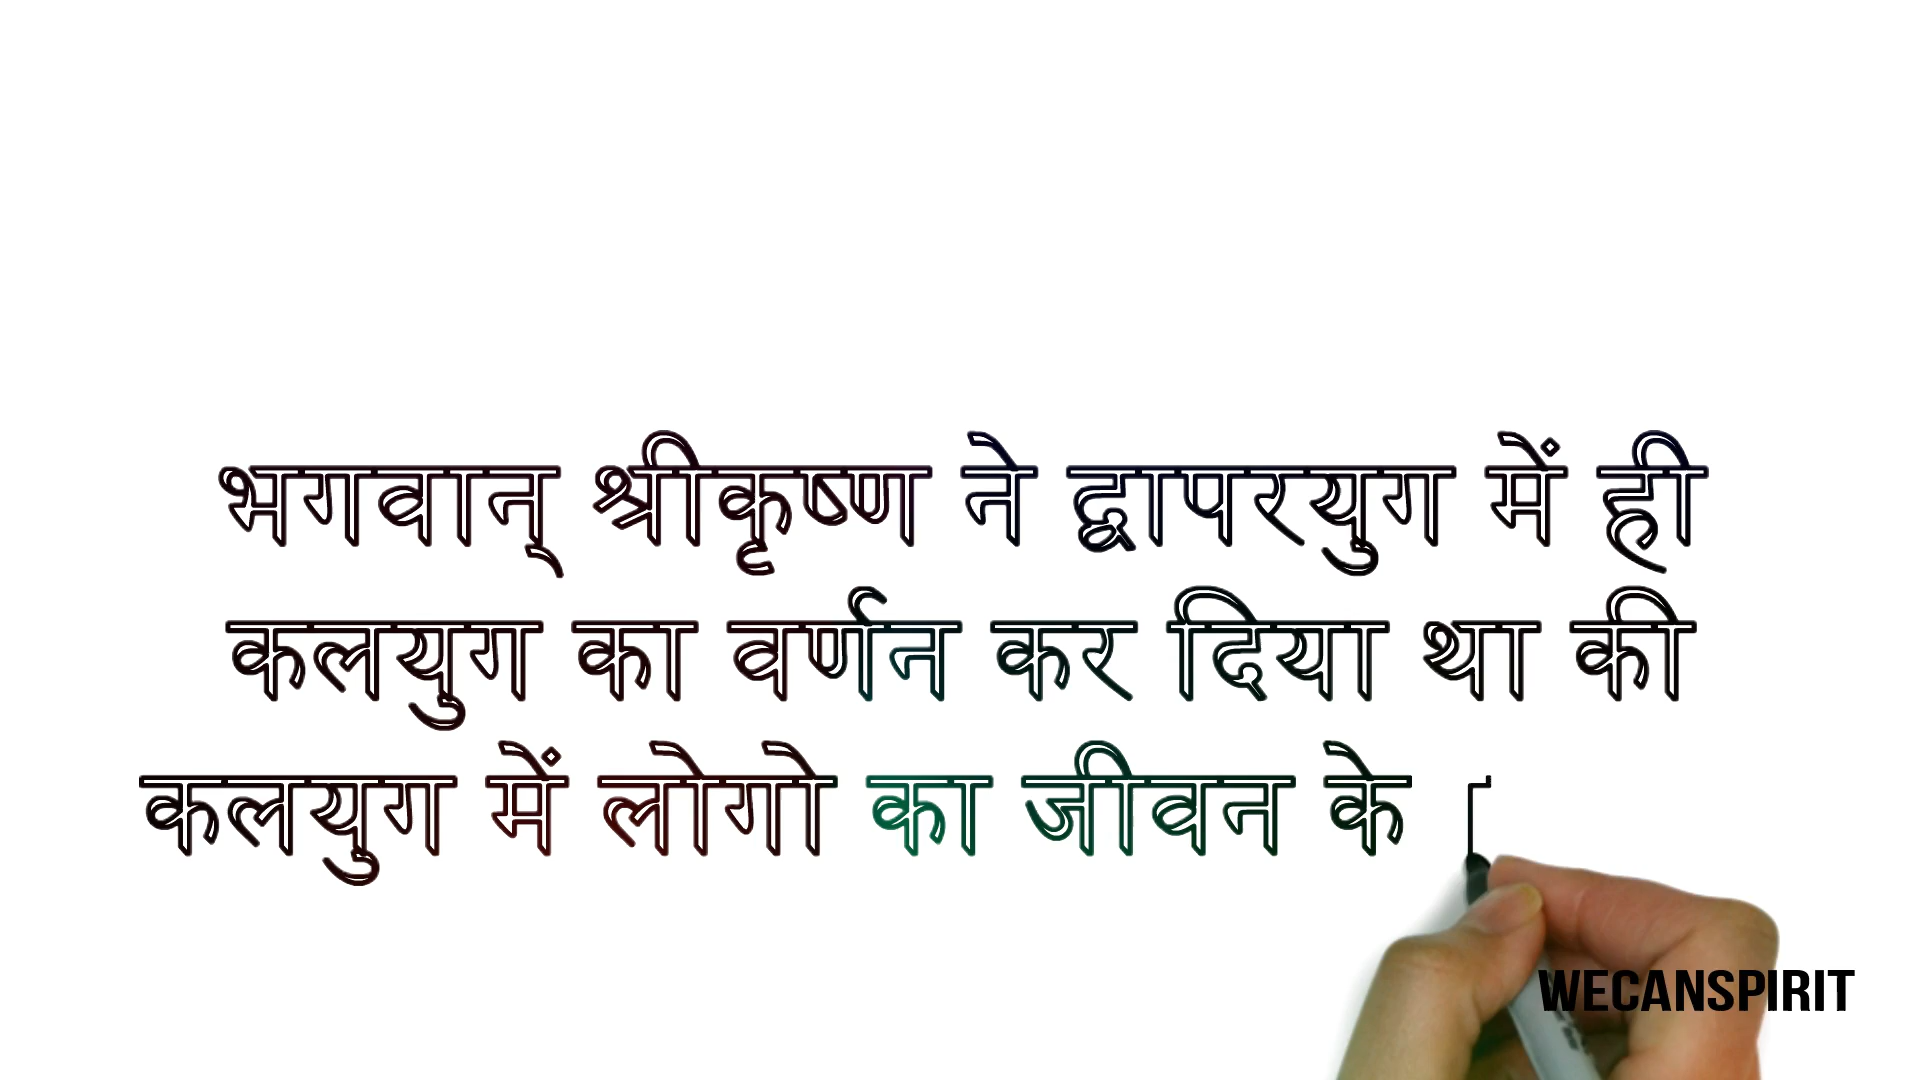 भगवान् श्रीकृष्ण ने द्वापरयुग में ही
कलयुग का वर्णन कर दिया था की
कलयुग में लोगो का जीवन के
WECANSPIRIT